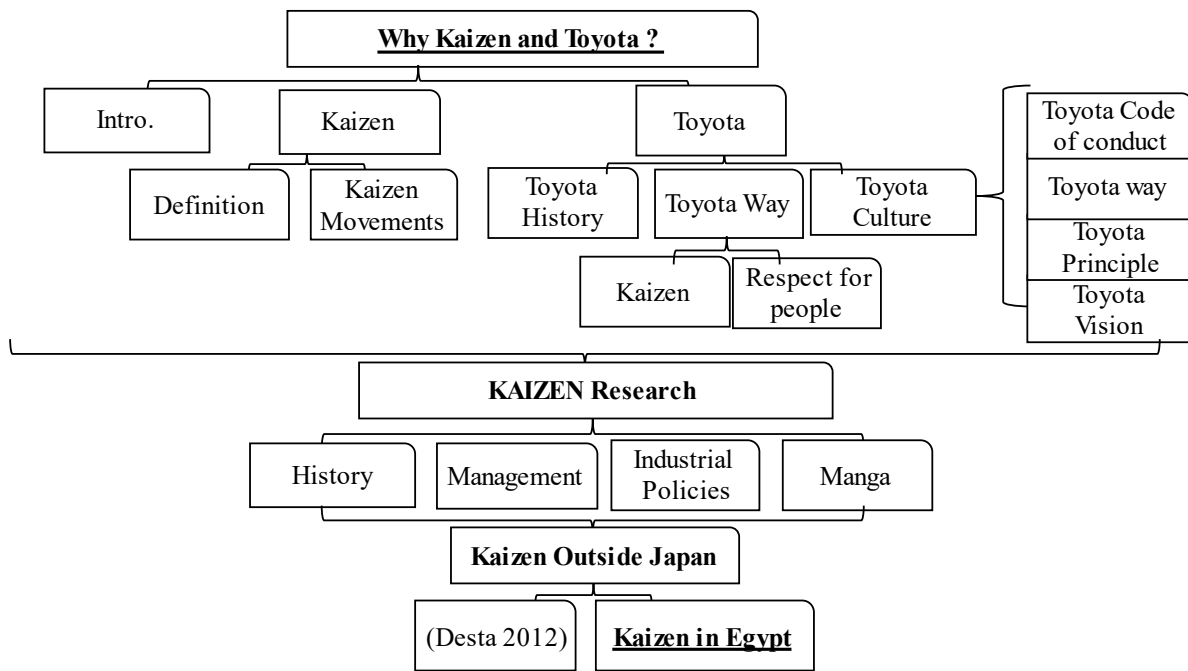 Why Kaizen and Toyota ?
Intro.
Kaizen
Toyota
Toyota Code
of conduct
Toyota way
Toyota
Principle
Toyota
Vision
Definition
Kaizen
Movements
Toyota
History
Toyota Way
Toyota
Culture
Kaizen
Respect for
people
KAIZEN Research
History
Management
Industrial
Policies
Manga
Kaizen Outside Japan
(Desta 2012)
Kaizen in Egypt